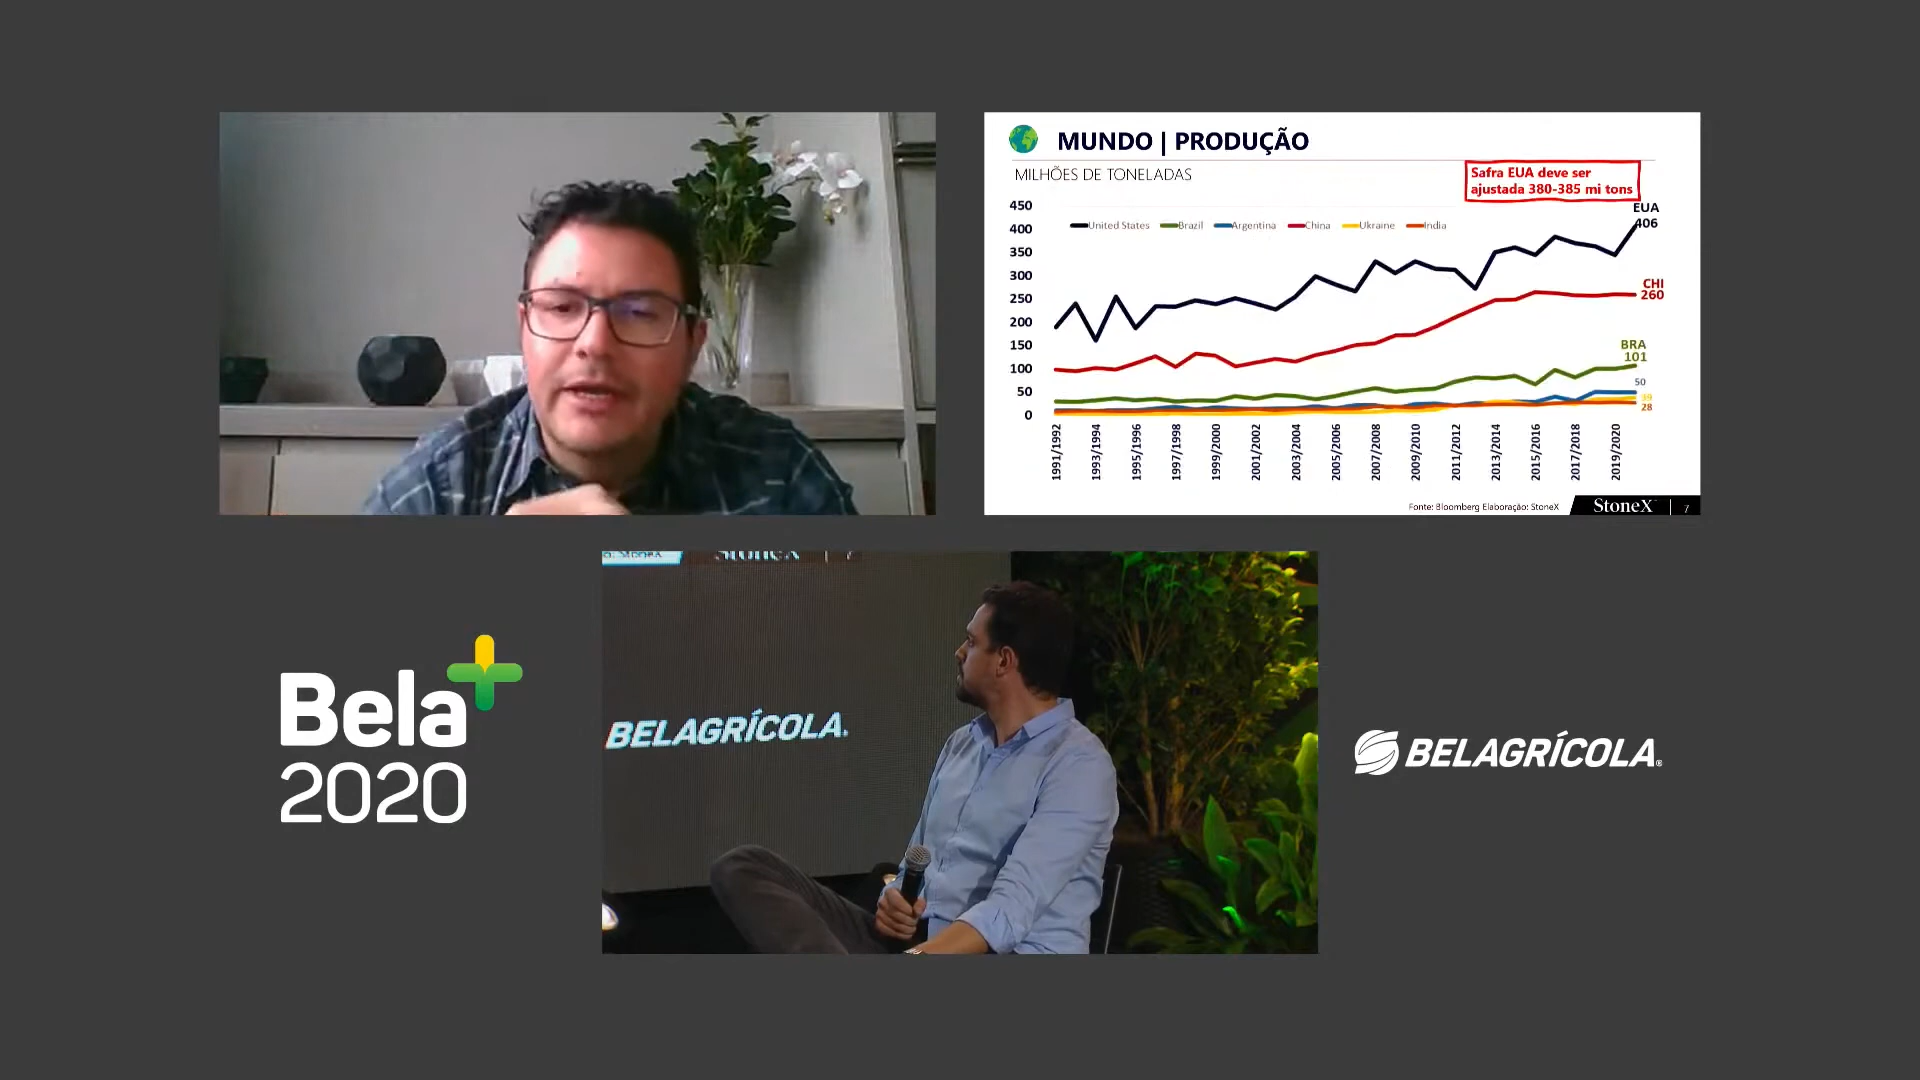 MUNDO | PRODUÇÃO
MILHÕES DE TONELADAS
Safra EUA deve ser
ajustada 380-385 mi tons
United States
Brazil
Argentina
China
Ukraine
India
EUA
406
CHI
260
BRA
101
50
39
28
450
400
350
300
250
200
150
100
50
0
1991/1992
1993/1994
1995/1996
1997/1998
1999/2000
2001/2002
2003/2004
2005/2006
2007/2008
2009/2010
2011/2012
2013/2014
2015/2016
2017/2018
2019/2020
Fonte: Bloomberg Elaboração: StoneX
StoneX
7
StoneX
BELAGRÍCOLA.
Bela+
2020
BELAGRÍCOLA®